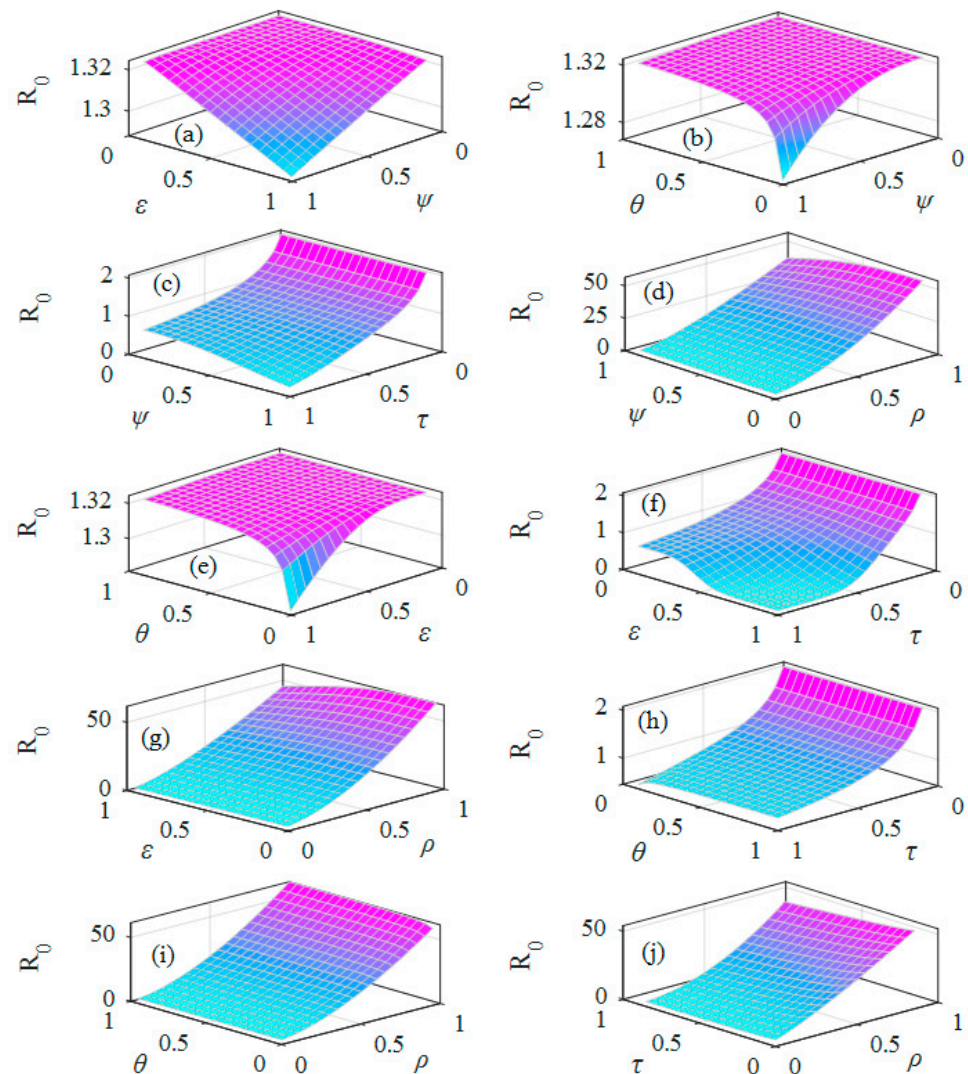 R0 1.32 1.3 (a) 0 0.5 1 ε 1 0.5 0 ψ
R0 1.32 1.28 (b) 1 0.5 0 θ 1 0.5 0 ψ
R0 2 1 0 (c) 0 0.5 1 ψ 1 0.5 0 τ
R0 50 25 0 (d) 1 0.5 0 ψ 0 0.5 1 ρ
R0 1.32 1.3 (e) 1 0.5 0 θ 1 0.5 0 ε
R0 2 1 0 (f) 0 0.5 1 ε 1 0.5 0 τ
R0 50 0 (g) 1 0.5 0 ε 0 0.5 1 ρ
R0 2 1 (h) 0 0.5 1 θ 1 0.5 0 τ
R0 50 0 (i) 1 0.5 0 θ 0 0.5 1 ρ
R0 50 0 (j) 1 0.5 0 τ 0 0.5 1 ρ